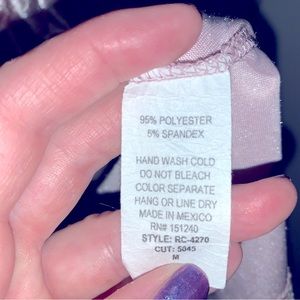 95% POLYESTER
5% SPANDEX
HAND WASH COLD
DO NOT BLEACH
COLOR SEPARATE
HANG OR LINE DRY
MADE IN MEXICO
RN# 151240
STYLE: RC-4270
CUT: 5045
M